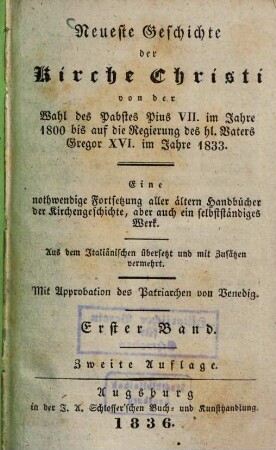 Neueste Geschichte
der
Kirche Christi
von der
Wahl des Pabstes Pius VII. im Jahre
1800 bis auf die Regierung des hl. Vaters
Gregor XVI. im Jahre 1833.
Eine
nothwendige Fortsetzung aller ältern Handbücher
der Kirchengeschichte, aber auch ein selbstständiges
Werk.
Aus dem Italiänischen übersetzt und mit Zusätzen
vermehrt.
Mit Approbation des Patriarchen von Venedig.
Erster Band.
Zweite Auflage.
Augsburg
in der J. A. Schlosser'schen Buch- und Kunsthandlung.
1836.